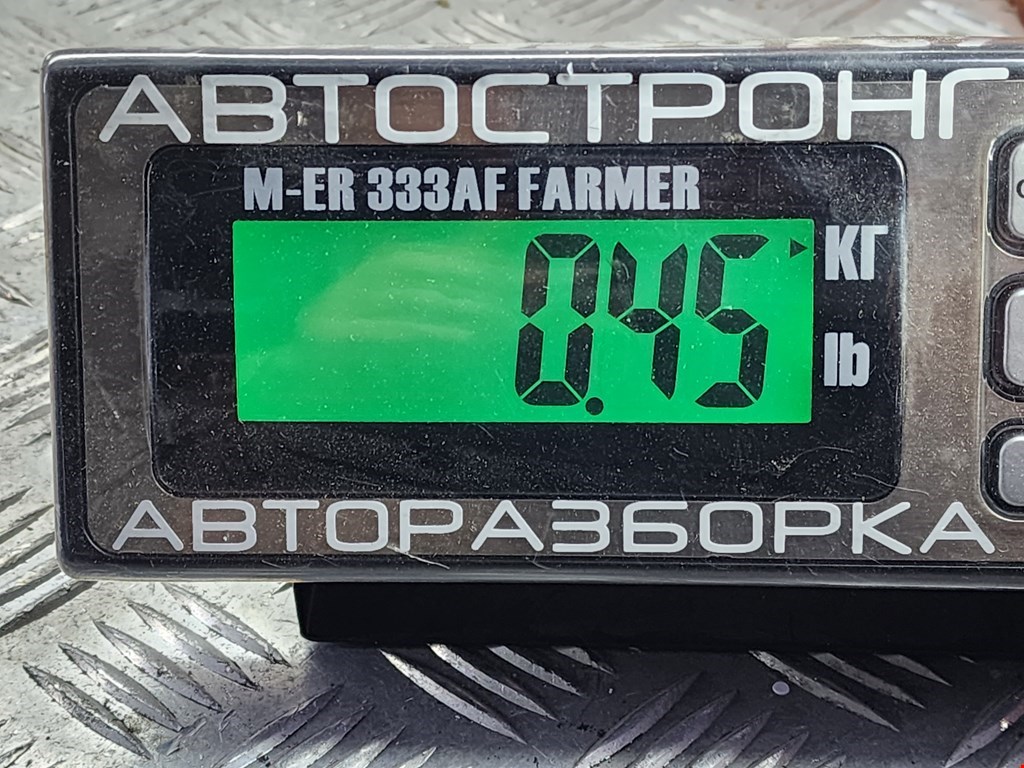 АВТОСТРОНГ
M-ER 333AF FARMER
0.45 КГ
lb
АВТОРАЗБОРКА